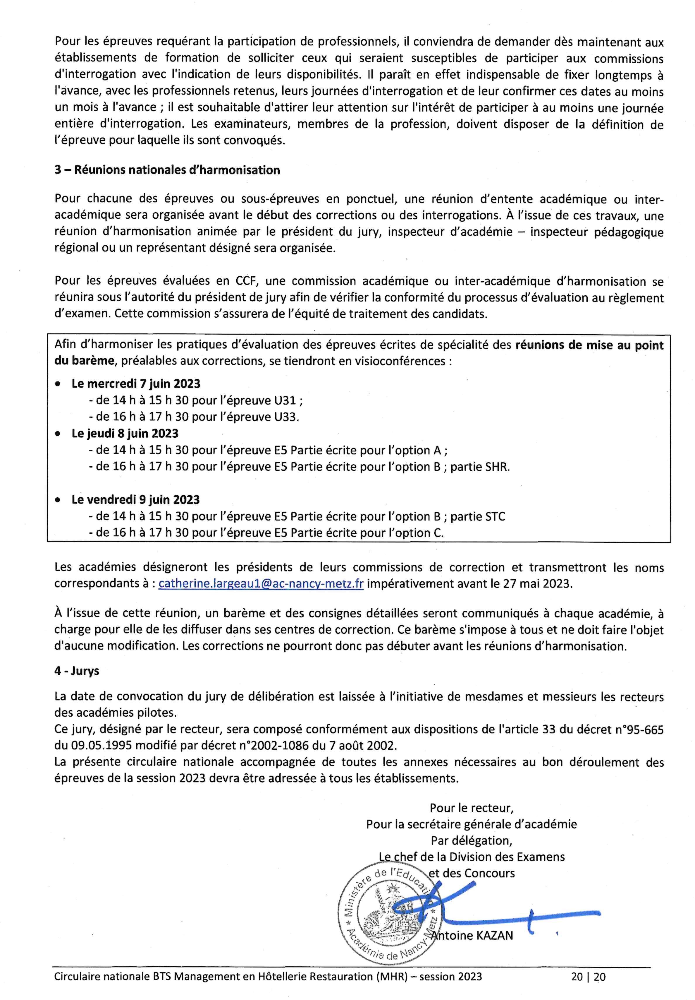 Pour les épreuves requérant la participation de professionnels, il conviendra de demander dès maintenant aux
établissements de formation de solliciter ceux qui seraient susceptibles de participer aux commissions
d'interrogation avec l'indication de leurs disponibilités. Il paraît en effet indispensable de fixer longtemps à
l'avance, avec les professionnels retenus, leurs journées d'interrogation et de leur confirmer ces dates au moins
un mois à l'avance ; il est souhaitable d'attirer leur attention sur l'intérêt de participer à au moins une journée
entière d'interrogation. Les examinateurs, membres de la profession, doivent disposer de la définition de
l’épreuve pour laquelle ils sont convoqués.
3 – Réunions nationales d’harmonisation
Pour chacune des épreuves ou sous-épreuves en ponctuel, une réunion d’entente académique ou inter-
académique sera organisée avant le début des corrections ou des interrogations. À l’issue de ces travaux, une
réunion d’harmonisation animée par le président du jury, inspecteur d’académie – inspecteur pédagogique
régional ou un représentant désigné sera organisée.
Pour les épreuves évaluées en CCF, une commission académique ou inter-académique d’harmonisation se
réunira sous l’autorité du président de jury afin de vérifier la conformité du processus d’évaluation au règlement
d’examen. Cette commission s’assurera de l’équité de traitement des candidats.
Afin d’harmoniser les pratiques d’évaluation des épreuves écrites de spécialité des réunions de mise au point
du barème, préalables aux corrections, se tiendront en visioconférences :
• Le mercredi 7 juin 2023
- de 14 h à 15 h 30 pour l’épreuve U31 ;
- de 16 h à 17 h 30 pour l’épreuve U33.
• Le jeudi 8 juin 2023
- de 14 h à 15 h 30 pour l’épreuve E5 Partie écrite pour l’option A ;
- de 16 h à 17 h 30 pour l’épreuve E5 Partie écrite pour l’option B ; partie SHR.
• Le vendredi 9 juin 2023
- de 14 h à 15 h 30 pour l’épreuve E5 Partie écrite pour l’option B ; partie STC
- de 16 h à 17 h 30 pour l’épreuve E5 Partie écrite pour l’option C.
Les académies désigneront les présidents de leurs commissions de correction et transmettront les noms
correspondants à : catherine.largeau1@ac-nancy-metz.fr impérativement avant le 27 mai 2023.
À l’issue de cette réunion, un barème et des consignes détaillées seront communiqués à chaque académie, à
charge pour elle de les diffuser dans ses centres de correction. Ce barème s'impose à tous et ne doit faire l'objet
d'aucune modification. Les corrections ne pourront donc pas débuter avant les réunions d’harmonisation.
4 - Jurys
La date de convocation du jury de délibération est laissée à l’initiative de mesdames et messieurs les recteurs
des académies pilotes.
Ce jury, désigné par le recteur, sera composé conformément aux dispositions de l'article 33 du décret n°95-665
du 09.05.1995 modifié par décret n°2002-1086 du 7 août 2002.
La présente circulaire nationale accompagnée de toutes les annexes nécessaires au bon déroulement des
épreuves de la session 2023 devra être adressée à tous les établissements.
Pour le recteur,
Pour la secrétaire générale d’académie
Par délégation,
Le chef de la Division des Examens
et des Concours
* Ministère de l'Education *
Académie de Nancy-Metz
Antoine KAZAN
Circulaire nationale BTS Management en Hôtellerie Restauration (MHR) – session 2023 20 | 20